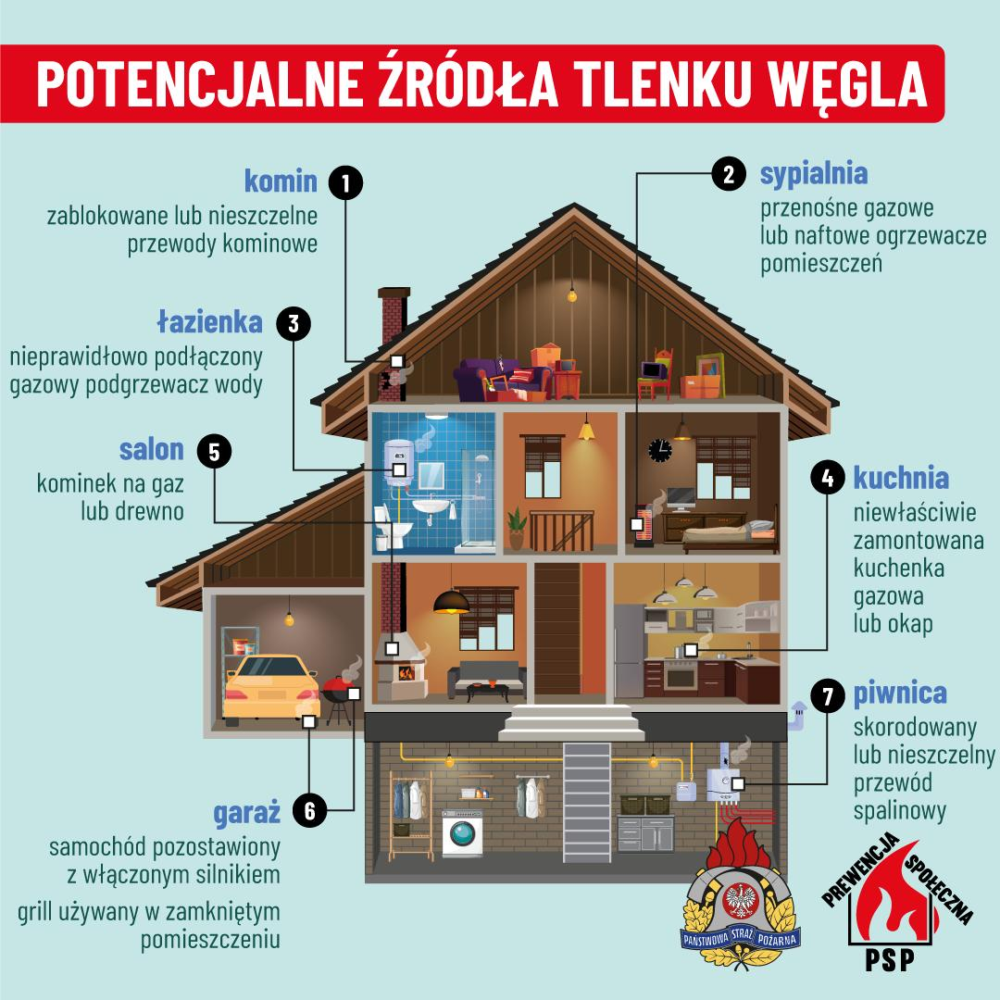 POTENCJALNE ŹRÓDŁA TLENKU WĘGLA
1
komin
zablokowane lub nieszczelne
przewody kominowe
2
sypialnia
przenośne gazowe
lub naftowe ogrzewacze
pomieszczeń
3
łazienka
nieprawidłowo podłączony
gazowy podgrzewacz wody
4
kuchnia
niewłaściwie
zamontowana
kuchenka
gazowa
lub okap
5
salon
kominek na gaz
lub drewno
6
garaż
samochód pozostawiony
z włączonym silnikiem
grill używany w zamkniętym
pomieszczeniu
7
piwnica
skorodowany
lub nieszczelny
przewód
spalinowy
PAŃSTWOWA STRAŻ POŻARNA
PREWENCJA SPOŁECZNA
PSP